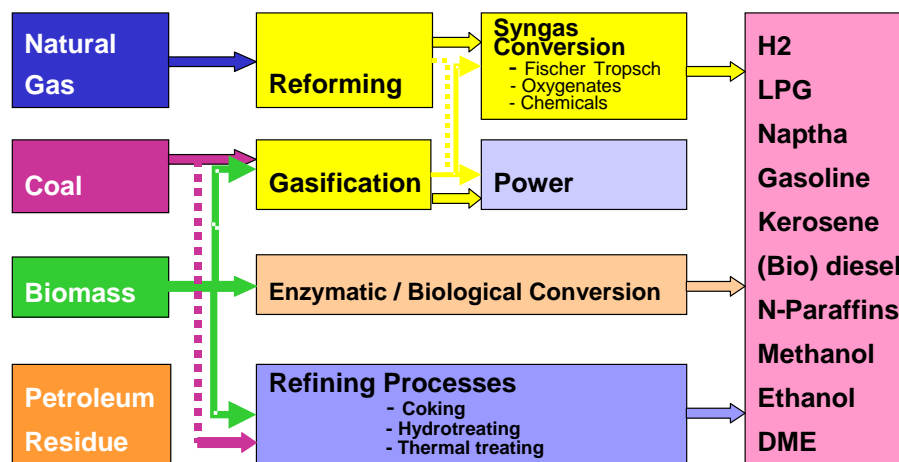 Natural
Gas
Reforming
Syngas
Conversion
- Fischer Tropsch
- Oxygenates
- Chemicals
Coal
Gasification
Power
Biomass
Enzymatic / Biological Conversion
Petroleum
Residue
Refining Processes
- Coking
- Hydrotreating
- Thermal treating
H2
LPG
Naptha
Gasoline
Kerosene
(Bio) diesel
N-Paraffins
Methanol
Ethanol
DME